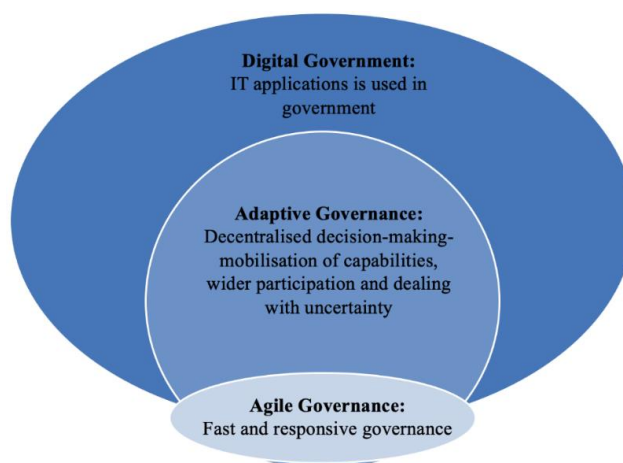 Digital Government:
IT applications is used in
government
Adaptive Governance:
Decentralised decision-making-
mobilisation of capabilities,
wider participation and dealing
with uncertainty
Agile Governance:
Fast and responsive governance